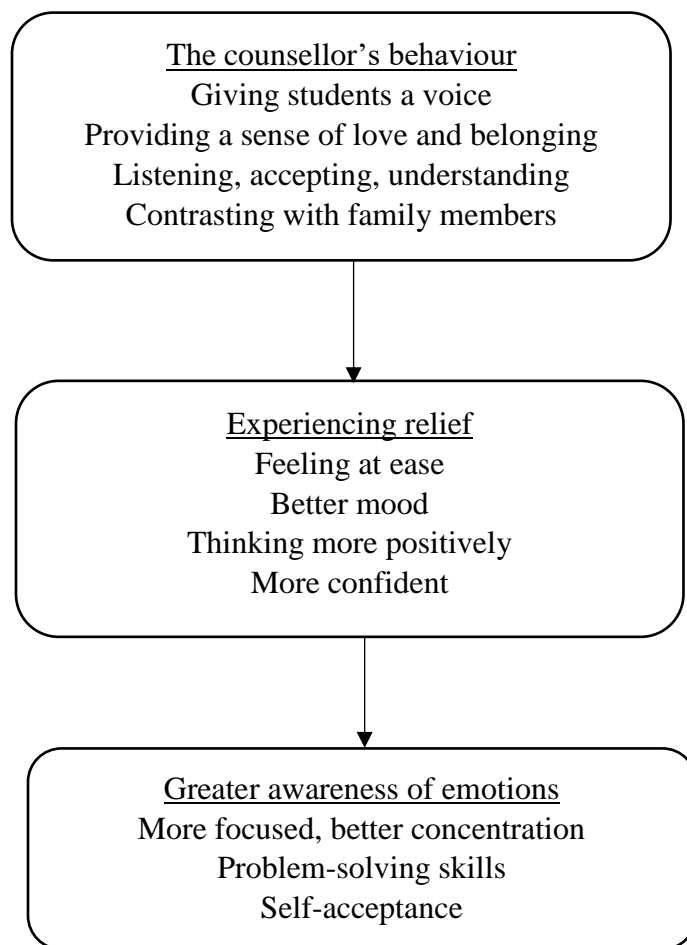 The counsellor’s behaviour
Giving students a voice
Providing a sense of love and belonging
Listening, accepting, understanding
Contrasting with family members
Experiencing relief
Feeling at ease
Better mood
Thinking more positively
More confident
Greater awareness of emotions
More focused, better concentration
Problem-solving skills
Self-acceptance